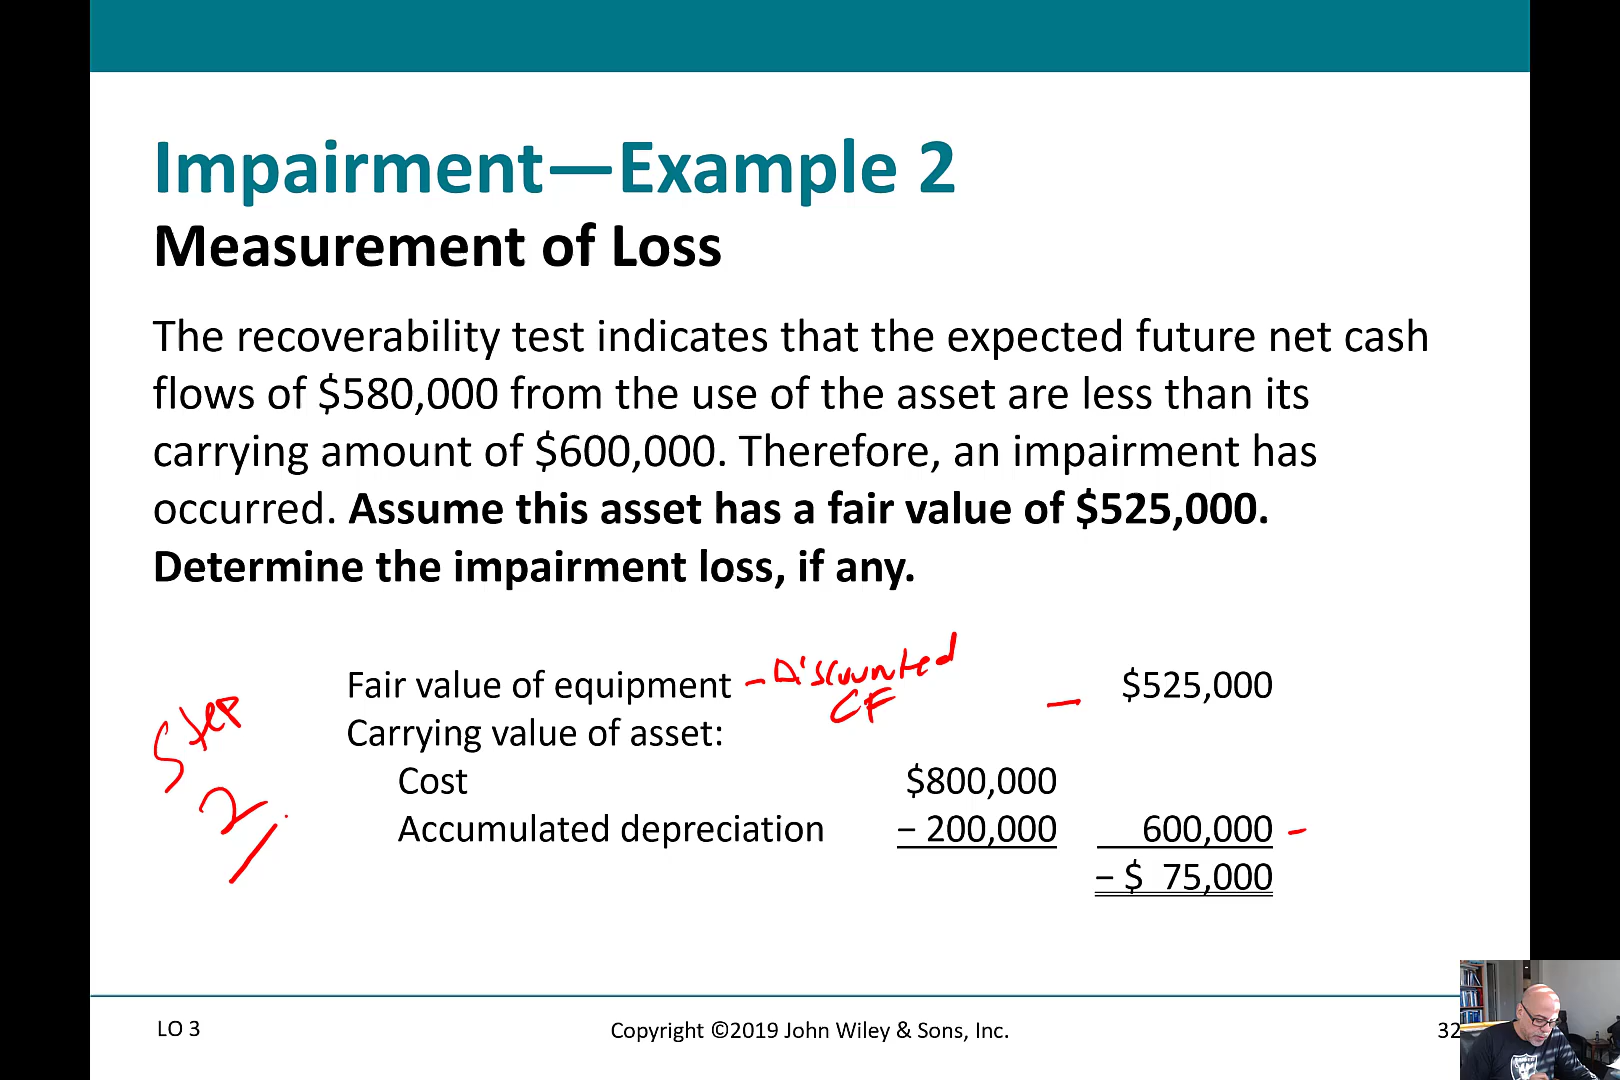 Impairment—Example 2
Measurement of Loss
The recoverability test indicates that the expected future net cash
flows of $580,000 from the use of the asset are less than its
carrying amount of $600,000. Therefore, an impairment has
occurred. Assume this asset has a fair value of $525,000.
Determine the impairment loss, if any.
Fair value of equipment – Discounted CF – $525,000
Carrying value of asset:
Cost $800,000
Accumulated depreciation – 200,000 600,000 –
– $ 75,000
Step
2
LO 3 Copyright ©2019 John Wiley & Sons, Inc. 32